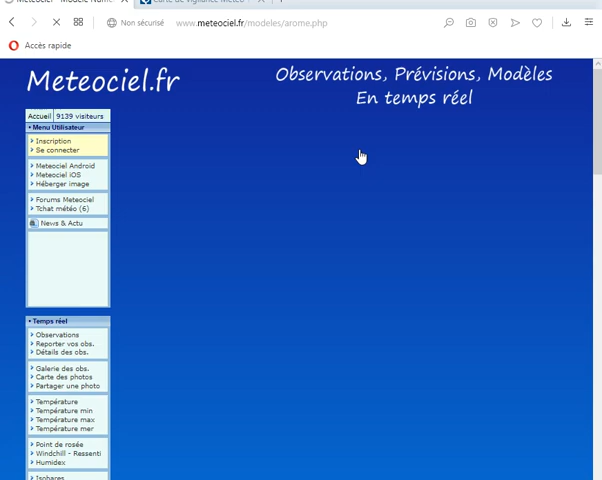 Meteociel - Modèle Numé
Carte de vigilance Météo
Non sécurisé www.meteociel.fr/modeles/arome.php
Accès rapide
Meteociel.fr
Observations, Prévisions, Modèles
En temps réel
Accueil 9139 visiteurs
• Menu Utilisateur
Inscription
Se connecter
Meteociel Android
Meteociel iOS
Héberger image
Forums Meteociel
Tchat météo (6)
News & Actu
• Temps réel
Observations
Reporter vos obs.
Détails des obs.
Galerie des obs.
Carte des photos
Partager une photo
Température
Température min
Température max
Température mer
Point de rosée
Windchill - Ressenti
Humidex
Isobares